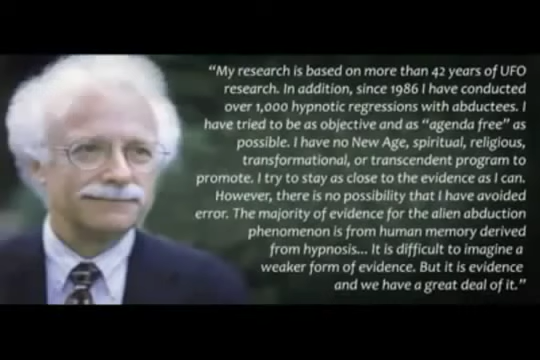 “My research is based on more than 42 years of UFO
research. In addition, since 1986 I have conducted
over 1,000 hypnotic regressions with abductees. I
have tried to be as objective and as “agenda free” as
possible. I have no New Age, spiritual, religious,
transformational, or transcendent program to
promote. I try to stay as close to the evidence as I can.
However, there is no possibility that I have avoided
error. The majority of evidence for the alien abduction
phenomenon is from human memory derived
from hypnosis... It is difficult to imagine a
weaker form of evidence. But it is evidence
and we have a great deal of it.”